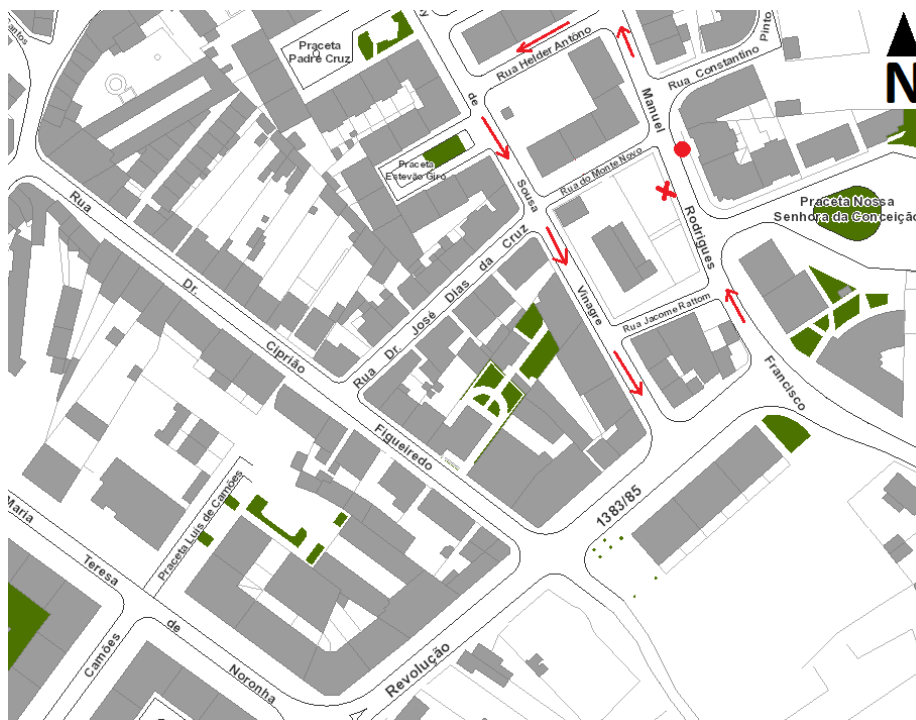 Praceta
Padre Cruz
Rua Helder Antóno
Pinto
Rua Constantino
N
de
Manuel
Praceta
Estevão Giro
Rua do Monte Novo
Sousa
Rua
Praceta Nossa
Senhora da Conceição
Rodrigues
Dr.
Rua Dr. José Dias da Cruz
Vinagre
Rua Jacome Rattom
Ciprião
Francisco
Figueiredo
1383/85
Praceta Luis de Camões
Maria
Teresa
de
Noronha
Camões
Revolução